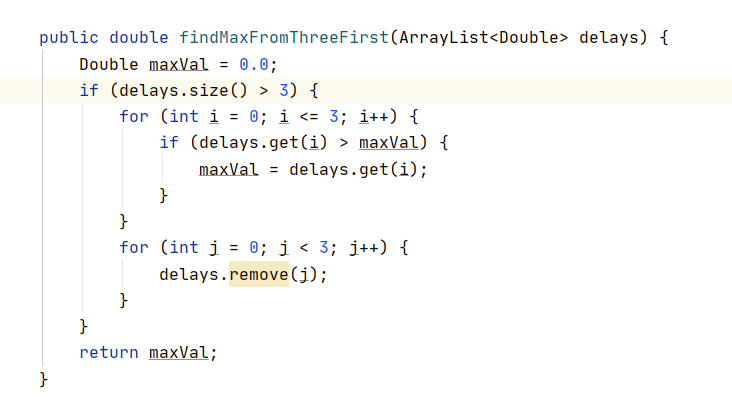 public double findMaxFromThreeFirst(ArrayList<Double> delays) {
    Double maxVal = 0.0;
    if (delays.size() > 3) {
        for (int i = 0; i <= 3; i++) {
            if (delays.get(i) > maxVal) {
                maxVal = delays.get(i);
            }
        }
        for (int j = 0; j < 3; j++) {
            delays.remove(j);
        }
    }
    return maxVal;
}